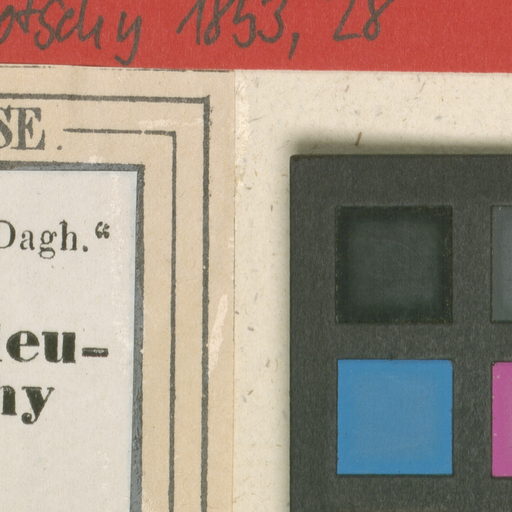 otschy 1853, 28
SE.
Dagh.“
leu-
ny